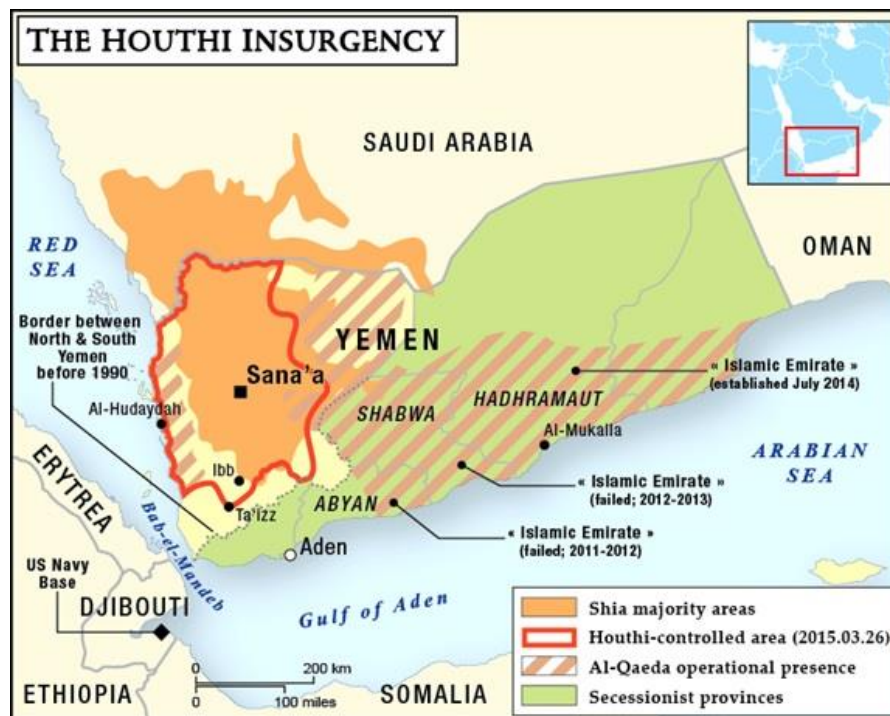 THE HOUTHI INSURGENCY
SAUDI ARABIA
OMAN
RED
SEA
Border between
North & South
Yemen
before 1990
YEMEN
Sana'a
Al-Hudaydah
SHABWA
HADHRAMAUT
« Islamic Emirate »
(established July 2014)
Al-Mukalla
ARABIAN
SEA
Ibb
« Islamic Emirate »
(failed; 2012-2013)
ERYTREA
Ta'izz
ABYAN
« Islamic Emirate »
(failed; 2011-2012)
Bab-el-Mandeb
Aden
US Navy
Base
DJIBOUTI
Gulf of Aden
Shia majority areas
Houthi-controlled area (2015.03.26)
Al-Qaeda operational presence
Secessionist provinces
0
200 km
0
100 miles
ETHIOPIA
SOMALIA